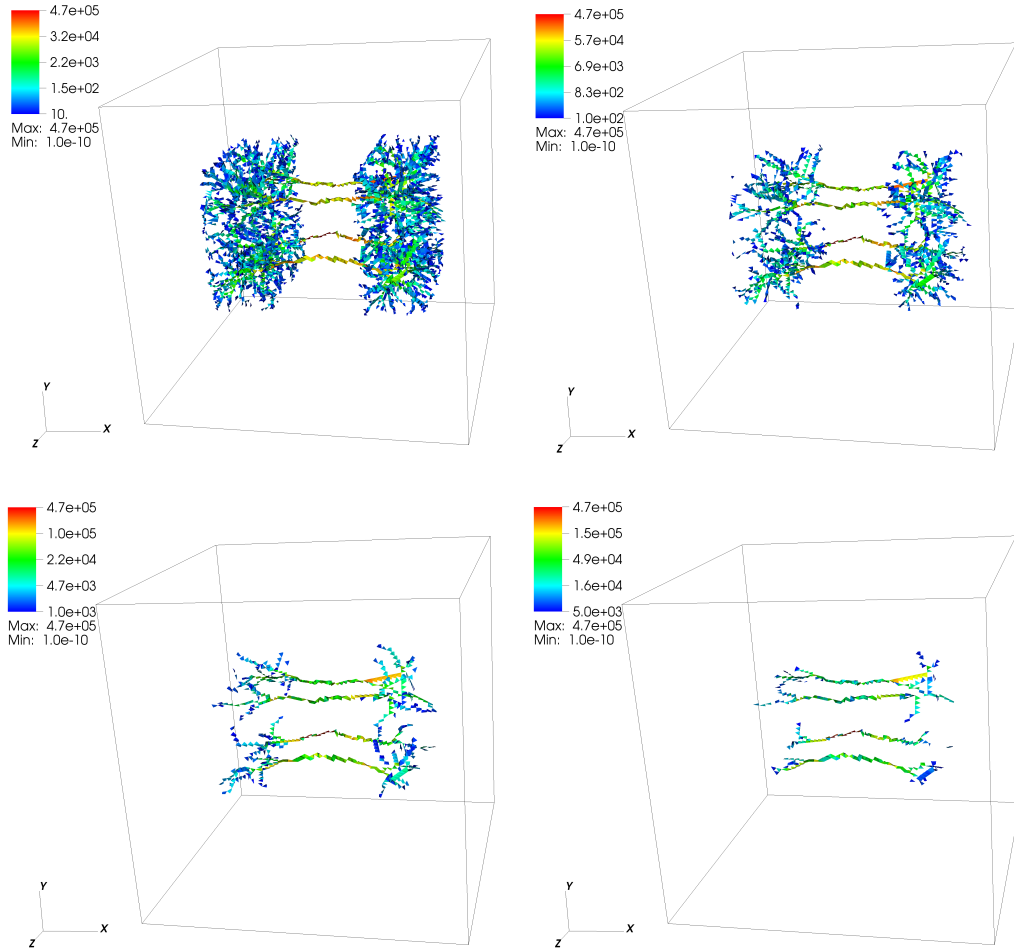 4.7e+05
3.2e+04
2.2e+03
1.5e+02
10.
Max: 4.7e+05
Min: 1.0e-10
Y
X
Z
4.7e+05
5.7e+04
6.9e+03
8.3e+02
1.0e+02
Max: 4.7e+05
Min: 1.0e-10
Y
X
Z
4.7e+05
1.0e+05
2.2e+04
4.7e+03
1.0e+03
Max: 4.7e+05
Min: 1.0e-10
Y
X
Z
4.7e+05
1.5e+05
4.9e+04
1.6e+04
5.0e+03
Max: 4.7e+05
Min: 1.0e-10
Y
X
Z